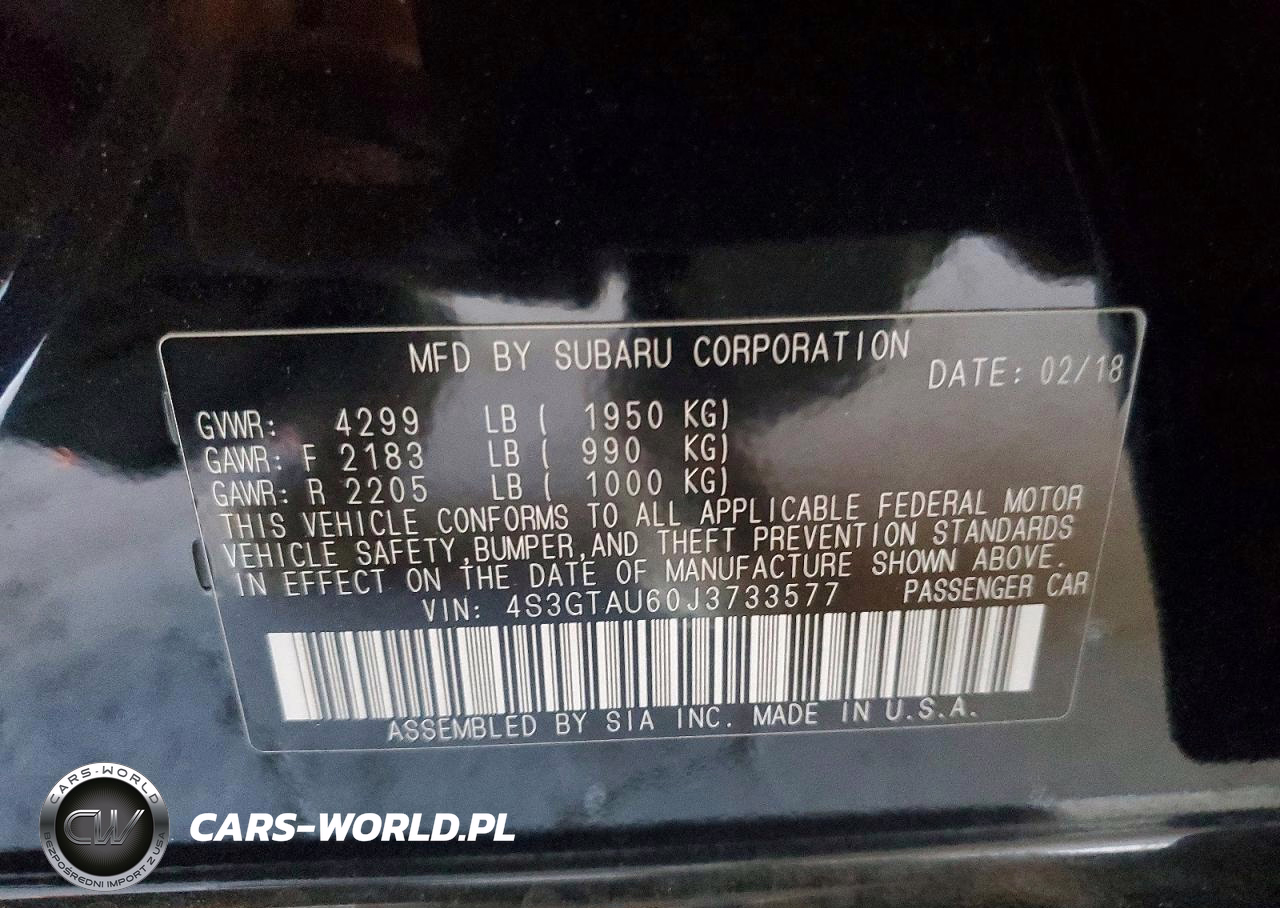 MFD BY SUBARU CORPORATION
DATE: 02/18
GVWR: 4299 LB ( 1950 KG)
GAWR: F 2183 LB ( 990 KG)
GAWR: R 2205 LB ( 1000 KG)
THIS VEHICLE CONFORMS TO ALL APPLICABLE FEDERAL MOTOR
VEHICLE SAFETY,BUMPER,AND THEFT PREVENTION STANDARDS
IN EFFECT ON THE DATE OF MANUFACTURE SHOWN ABOVE.
VIN: 4S3GTAU60J3733577 PASSENGER CAR
ASSEMBLED BY SIA INC. MADE IN U.S.A.
CARS-WORLD
CW
BEZPOŚREDNI IMPORT Z USA
CARS-WORLD.PL